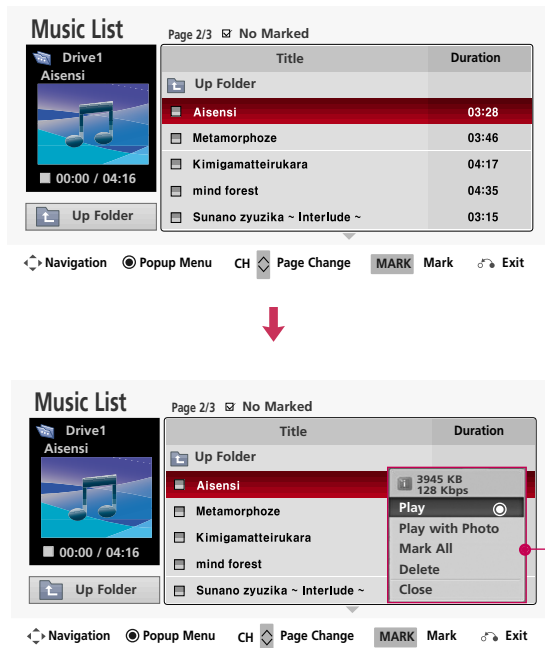 Music List
Page 2/3 No Marked
Drive1
Aisensi
00:00 / 04:16
Up Folder
Title Duration
Up Folder
Aisensi 03:28
Metamorphoze 03:46
Kimigamatteirukara 04:17
mind forest 04:35
Sunano zyuzika ~ Interlude ~ 03:15
Navigation Popup Menu CH Page Change MARK Mark Exit
Music List
Page 2/3 No Marked
Drive1
Aisensi
00:00 / 04:16
Up Folder
Title Duration
Up Folder
Aisensi
Metamorphoze
Kimigamatteirukara
mind forest
Sunano zyuzika ~ Interlude ~
3945 KB
128 Kbps
Play
Play with Photo
Mark All
Delete
Close
Navigation Popup Menu CH Page Change MARK Mark Exit